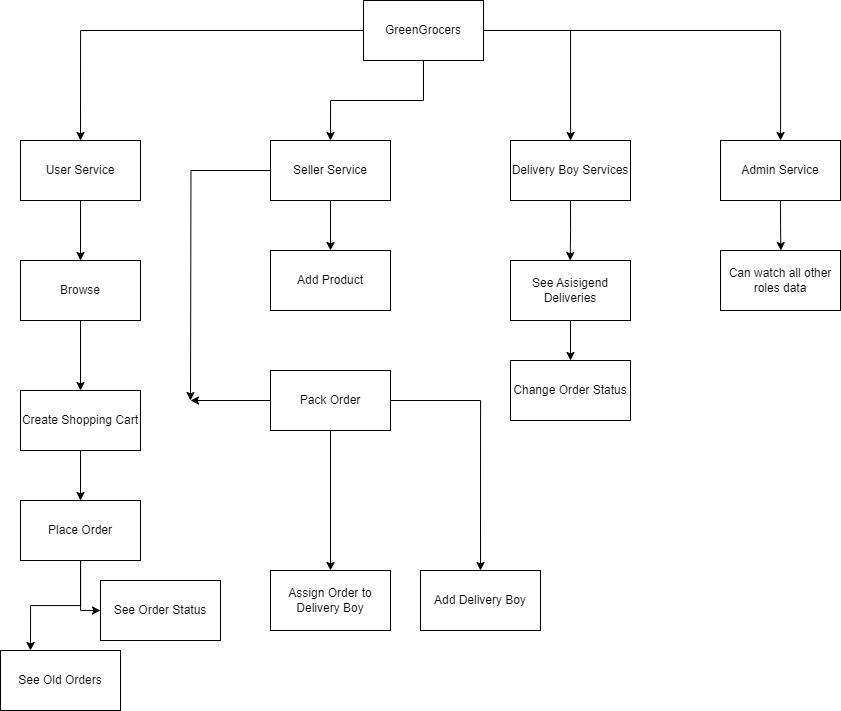 GreenGrocers
User Service
Seller Service
Delivery Boy Services
Admin Service
Browse
Add Product
See Asisigend
Deliveries
Can watch all other
roles data
Create Shopping Cart
Pack Order
Change Order Status
Place Order
See Order Status
Assign Order to
Delivery Boy
Add Delivery Boy
See Old Orders